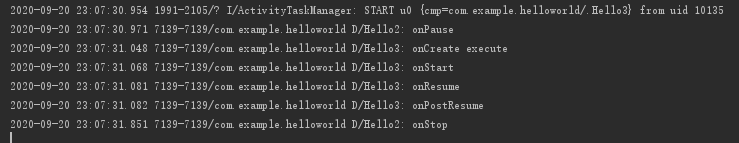 2020-09-20 23:07:30.954 1991-2105/? I/ActivityTaskManager: START u0 {cmp=com.example.helloworld/.Hello3} from uid 10135
2020-09-20 23:07:30.971 7139-7139/com.example.helloworld D/Hello2: onPause
2020-09-20 23:07:31.048 7139-7139/com.example.helloworld D/Hello3: onCreate execute
2020-09-20 23:07:31.068 7139-7139/com.example.helloworld D/Hello3: onStart
2020-09-20 23:07:31.081 7139-7139/com.example.helloworld D/Hello3: onResume
2020-09-20 23:07:31.082 7139-7139/com.example.helloworld D/Hello3: onPostResume
2020-09-20 23:07:31.851 7139-7139/com.example.helloworld D/Hello2: onStop